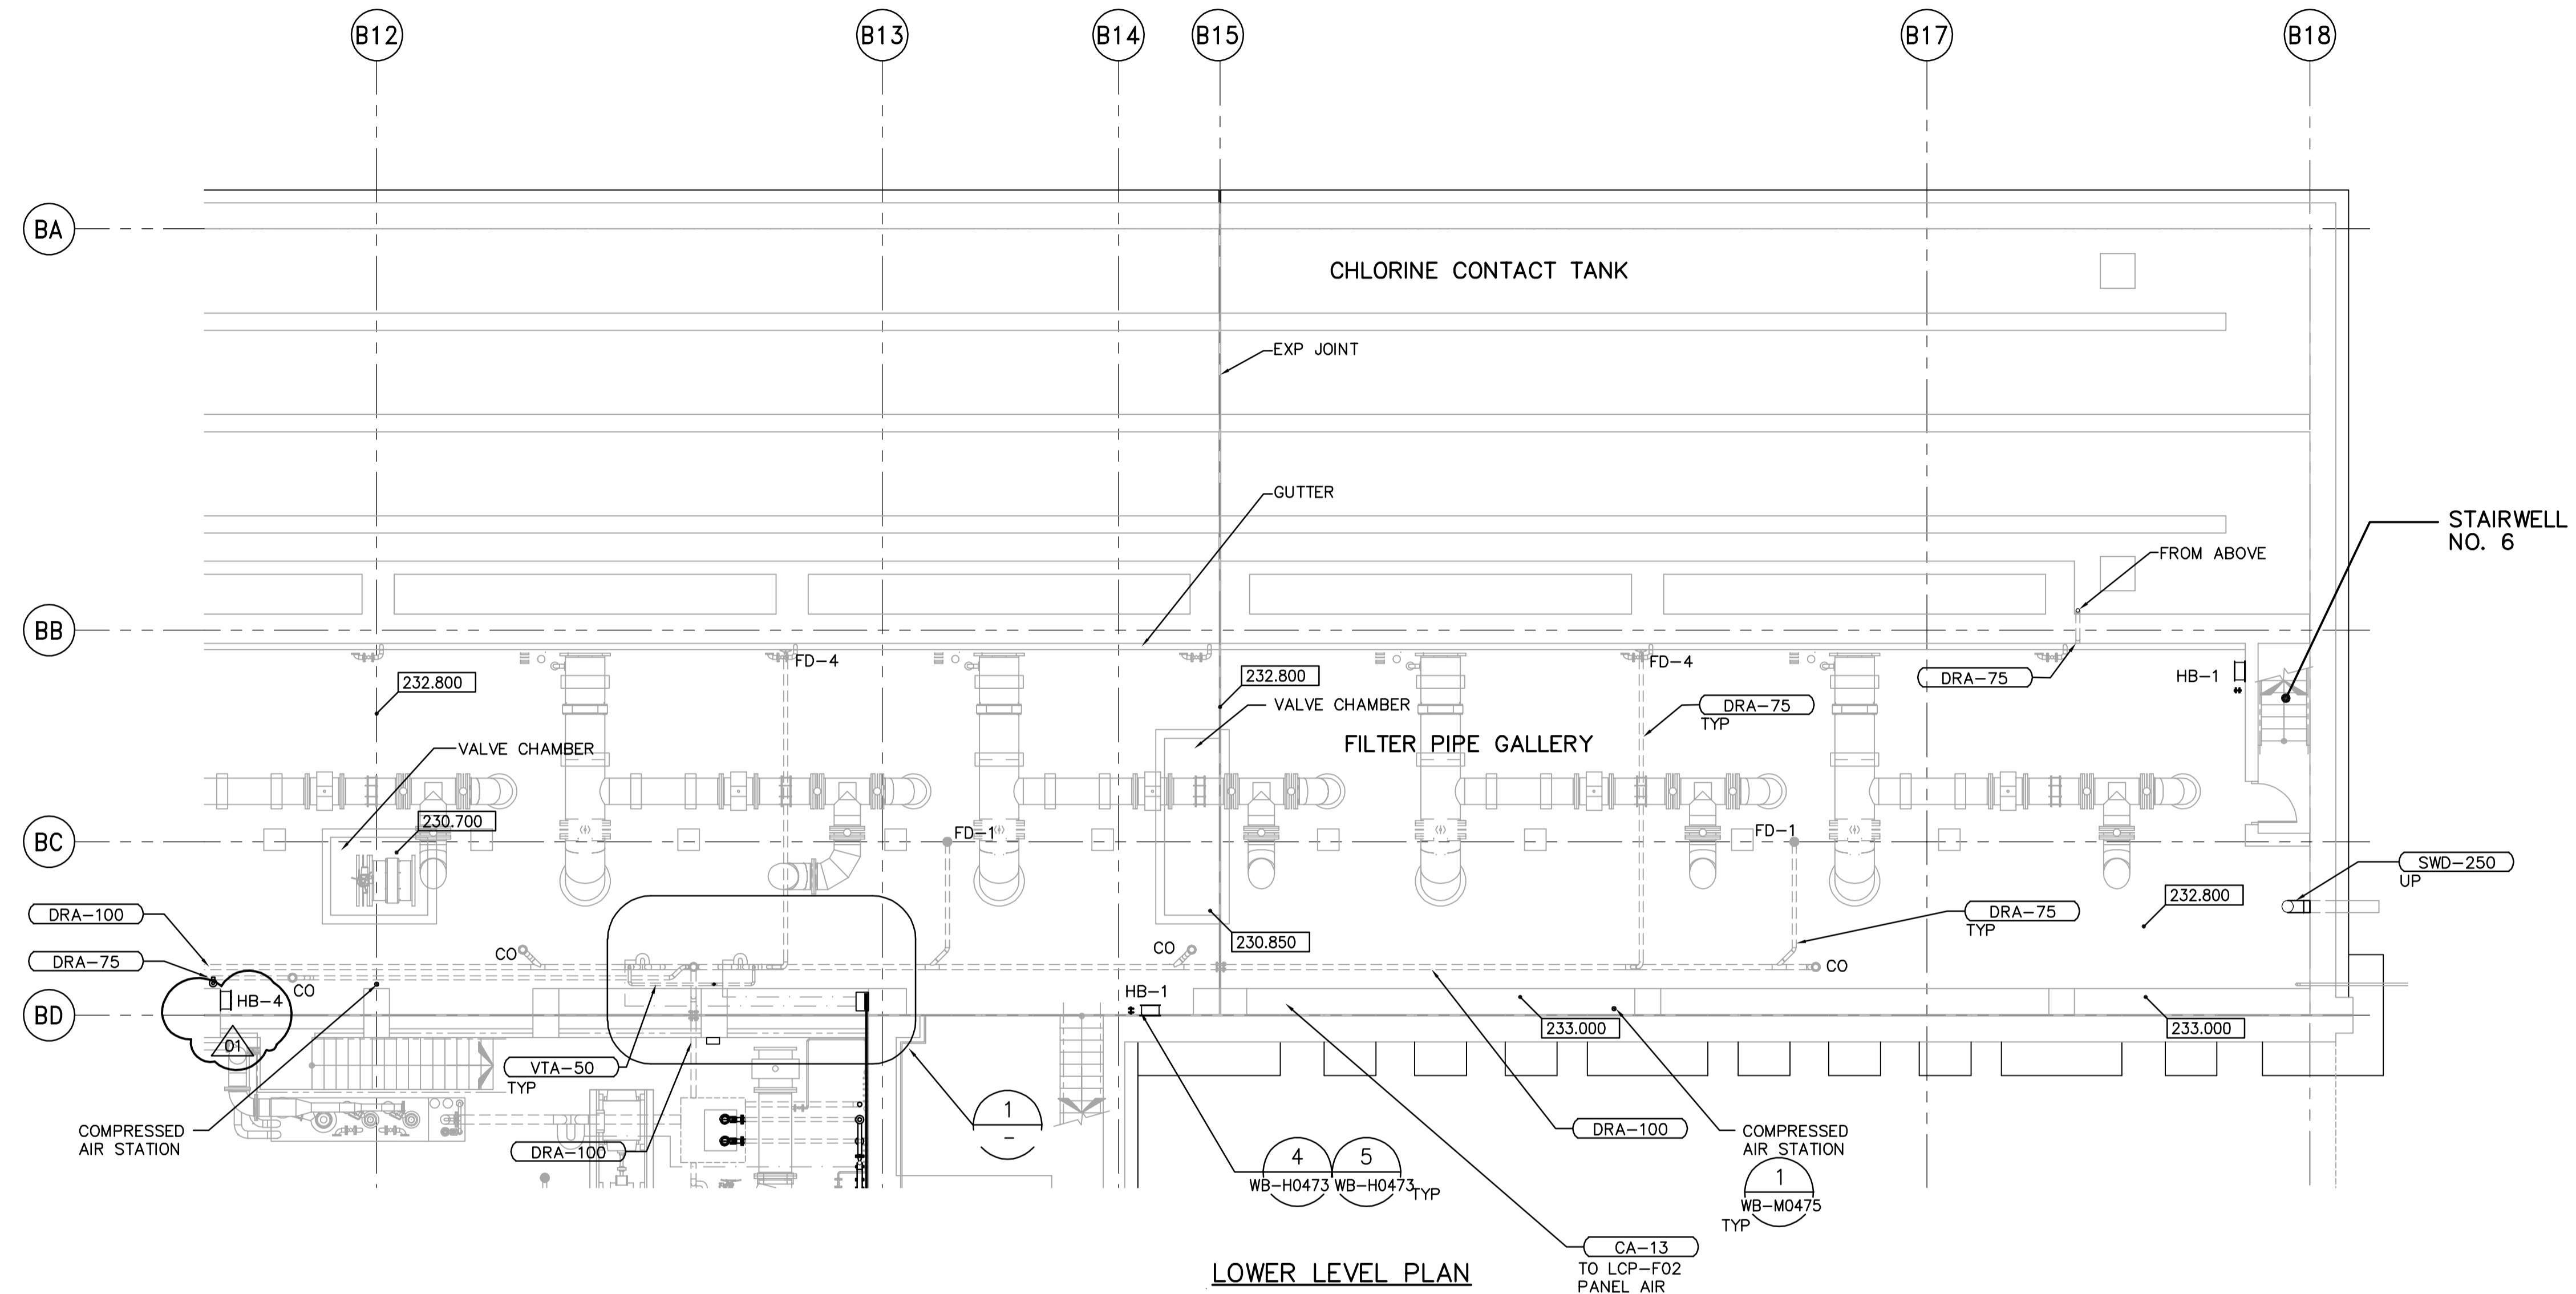 B12
B13
B14
B15
B17
B18
BA
CHLORINE CONTACT TANK
EXP JOINT
GUTTER
STAIRWELL
NO. 6
FROM ABOVE
BB
FD-4
FD-4
232.800
232.800
DRA-75
HB-1
VALVE CHAMBER
DRA-75
TYP
VALVE CHAMBER
FILTER PIPE GALLERY
230.700
BC
FD-1
FD-1
SWD-250
UP
232.800
DRA-100
DRA-75
TYP
230.850
CO
CO
DRA-75
CO
CO
HB-4
HB-1
BD
233.000
233.000
01
VTA-50
TYP
1
-
COMPRESSED
AIR STATION
DRA-100
DRA-100
COMPRESSED
AIR STATION
4
WB-H0473
5
WB-H0473
TYP
1
WB-M0475
TYP
CA-13
TO LCP-F02
PANEL AIR
LOWER LEVEL PLAN